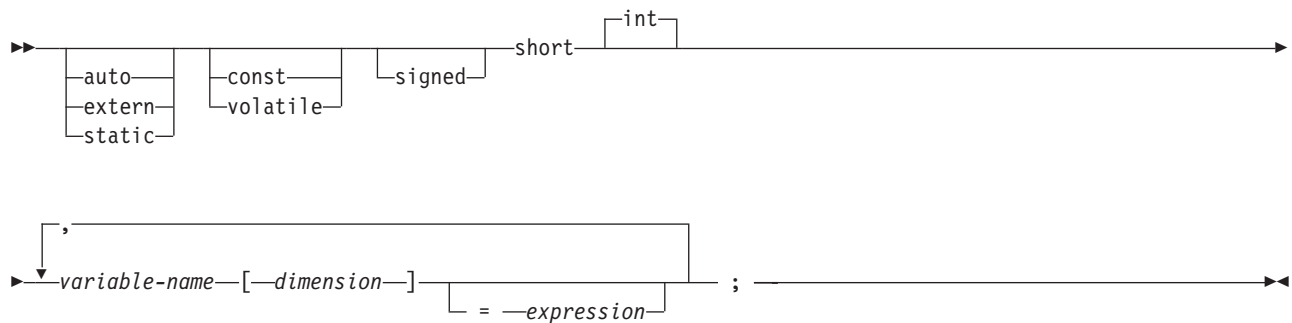 int
short
auto const signed
extern volatile
static
,
variable-name [ dimension ] ;
= expression